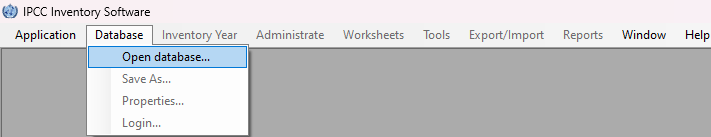 IPCC Inventory Software
Application Database Inventory Year Administrate Worksheets Tools Export/Import Reports Window Help
Open database...
Save As...
Properties...
Login...